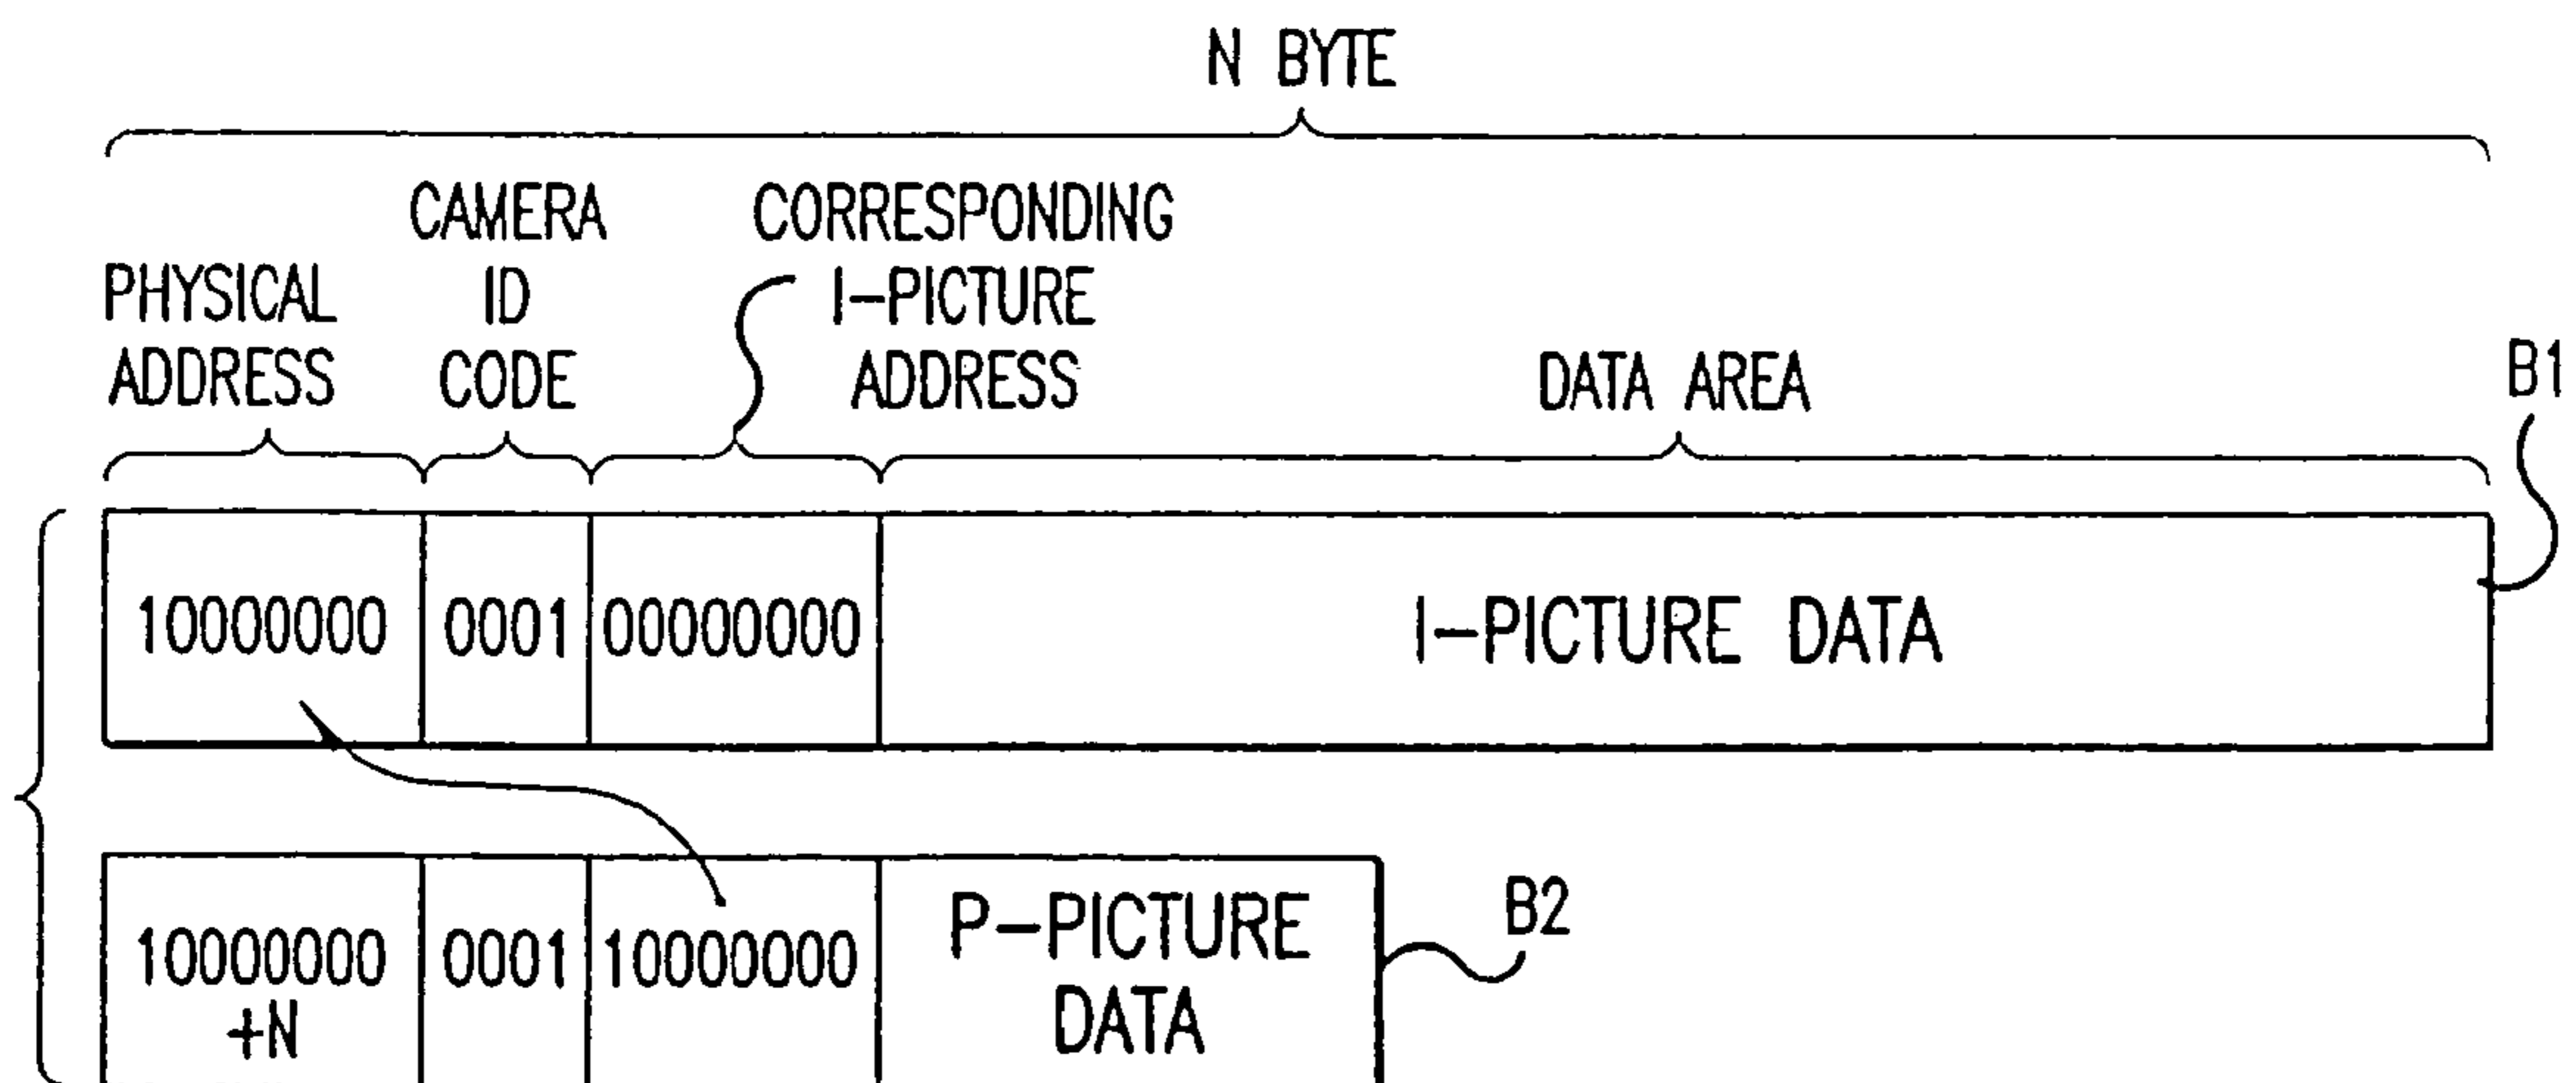 N BYTE
PHYSICAL
ADDRESS
CAMERA
ID
CODE
CORRESPONDING
I-PICTURE
ADDRESS
DATA AREA
B1
10000000
0001
00000000
I-PICTURE DATA
10000000
+N
0001
10000000
P-PICTURE
DATA
B2